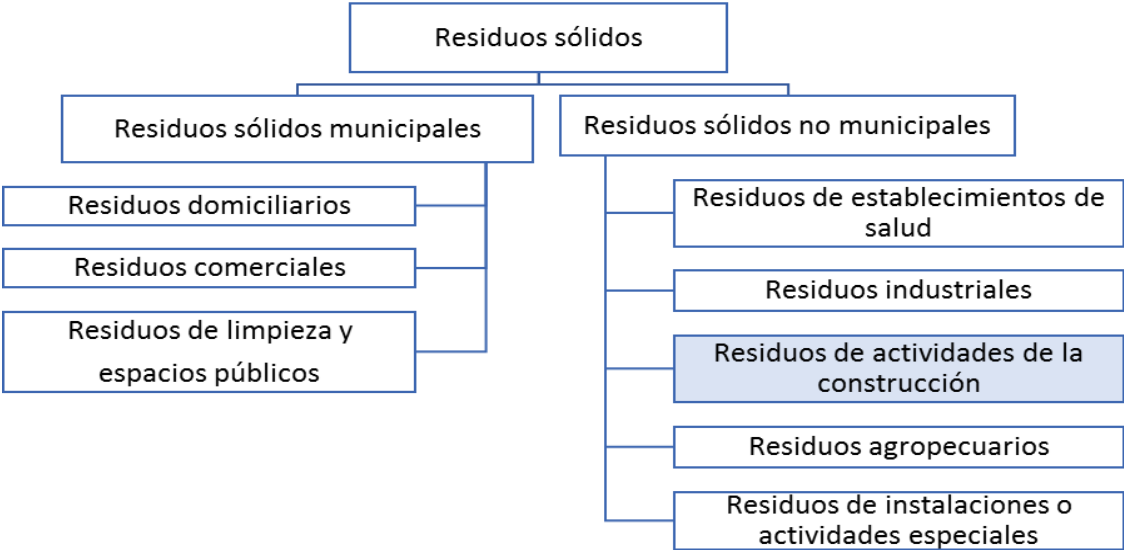 Residuos sólidos
Residuos sólidos municipales
Residuos domiciliarios
Residuos comerciales
Residuos de limpieza y
espacios públicos
Residuos sólidos no municipales
Residuos de establecimientos de
salud
Residuos industriales
Residuos de actividades de la
construcción
Residuos agropecuarios
Residuos de instalaciones o
actividades especiales